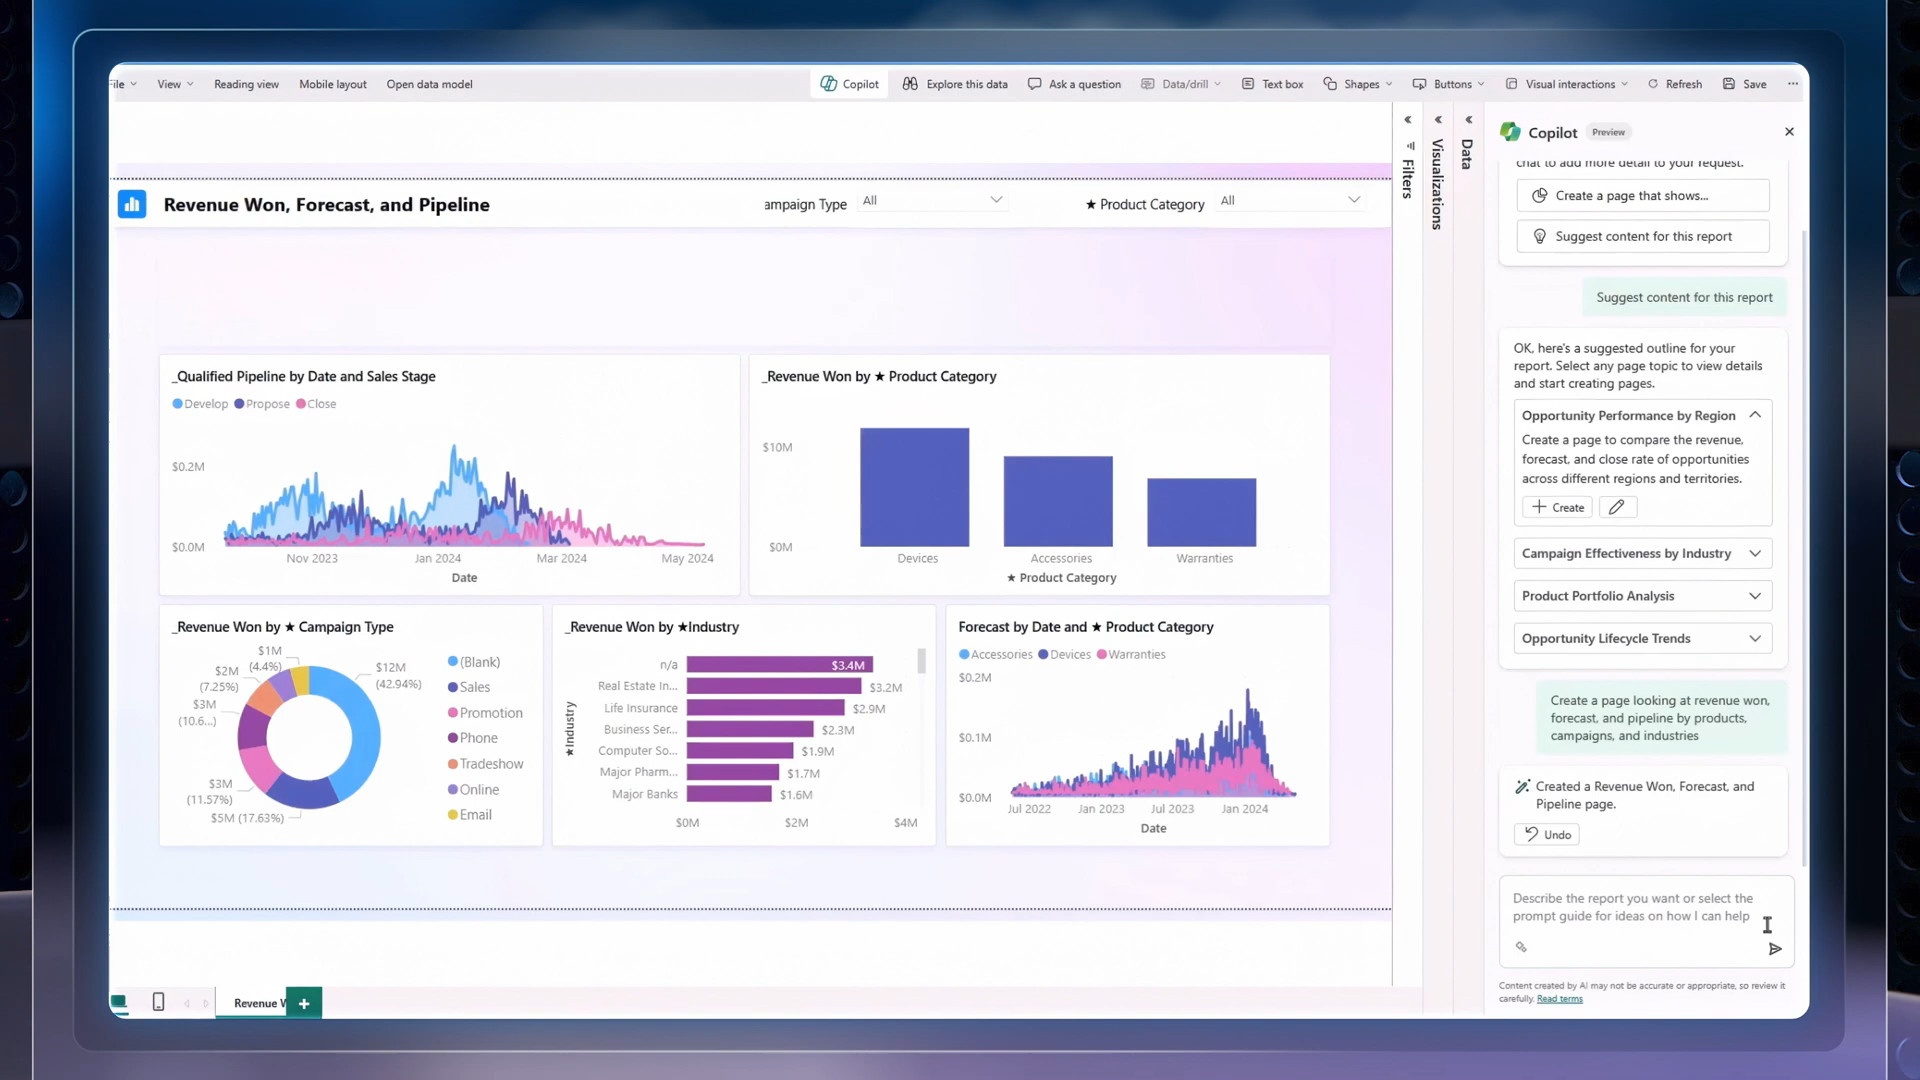 ile
View
Reading view
Mobile layout
Open data model
Copilot
Explore this data
Ask a question
Data/drill
Text box
Shapes
Buttons
Visual interactions
Refresh
Save
Revenue Won, Forecast, and Pipeline
ampaign Type
All
★ Product Category
All
_Qualified Pipeline by Date and Sales Stage
Develop
Propose
Close
$0.2M
$0.0M
Nov 2023
Jan 2024
Mar 2024
May 2024
Date
_Revenue Won by ★ Product Category
$10M
$0M
Devices
Accessories
Warranties
★ Product Category
_Revenue Won by ★ Campaign Type
$1M
(4.4%)
$2M
(7.25%)
$3M
(10.6...)
$3M
(11.57%)
$5M (17.63%)
$12M
(42.94%)
(Blank)
Sales
Promotion
Phone
Tradeshow
Online
Email
_Revenue Won by ★Industry
★Industry
n/a
$3.4M
Real Estate In...
$3.2M
Life Insurance
$2.9M
Business Ser...
$2.3M
Computer So...
$1.9M
Major Pharm...
$1.7M
Major Banks
$1.6M
$0M
$2M
$4M
Forecast by Date and ★ Product Category
Accessories
Devices
Warranties
$0.2M
$0.1M
$0.0M
Jul 2022
Jan 2023
Jul 2023
Jan 2024
Date
Revenue W
Filters
Visualizations
Data
Copilot
Preview
chat to add more detail to your request.
Create a page that shows...
Suggest content for this report
Suggest content for this report
OK, here's a suggested outline for your
report. Select any page topic to view details
and start creating pages.
Opportunity Performance by Region
Create a page to compare the revenue,
forecast, and close rate of opportunities
across different regions and territories.
Create
Campaign Effectiveness by Industry
Product Portfolio Analysis
Opportunity Lifecycle Trends
Create a page looking at revenue won,
forecast, and pipeline by products,
campaigns, and industries
Created a Revenue Won, Forecast, and
Pipeline page.
Undo
Describe the report you want or select the
prompt guide for ideas on how I can help
Content created by AI may not be accurate or appropriate, so review it
carefully. Read terms